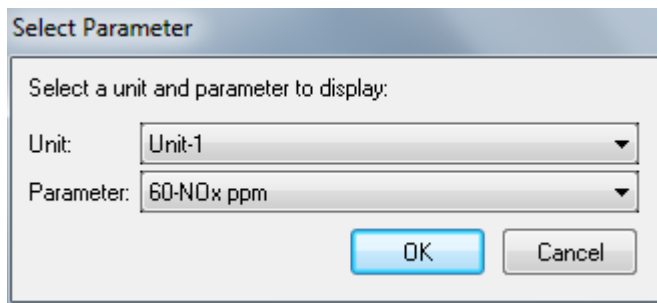 Select Parameter
Select a unit and parameter to display:
Unit: Unit-1
Parameter: 60-NOx ppm
OK Cancel